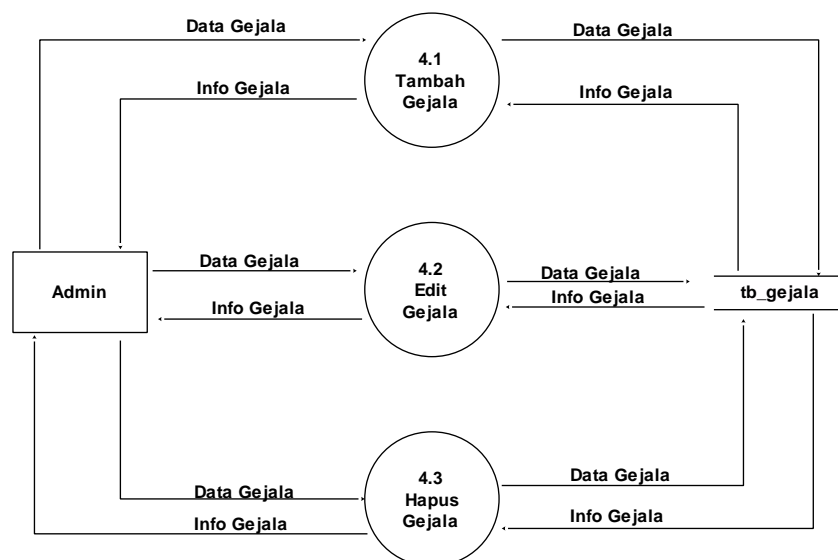 Data Gejala
4.1
Tambah
Gejala
Data Gejala
Info Gejala
Info Gejala
Admin
Data Gejala
4.2
Edit
Gejala
Data Gejala
Info Gejala
Info Gejala
tb_gejala
4.3
Hapus
Gejala
Data Gejala
Data Gejala
Info Gejala
Info Gejala